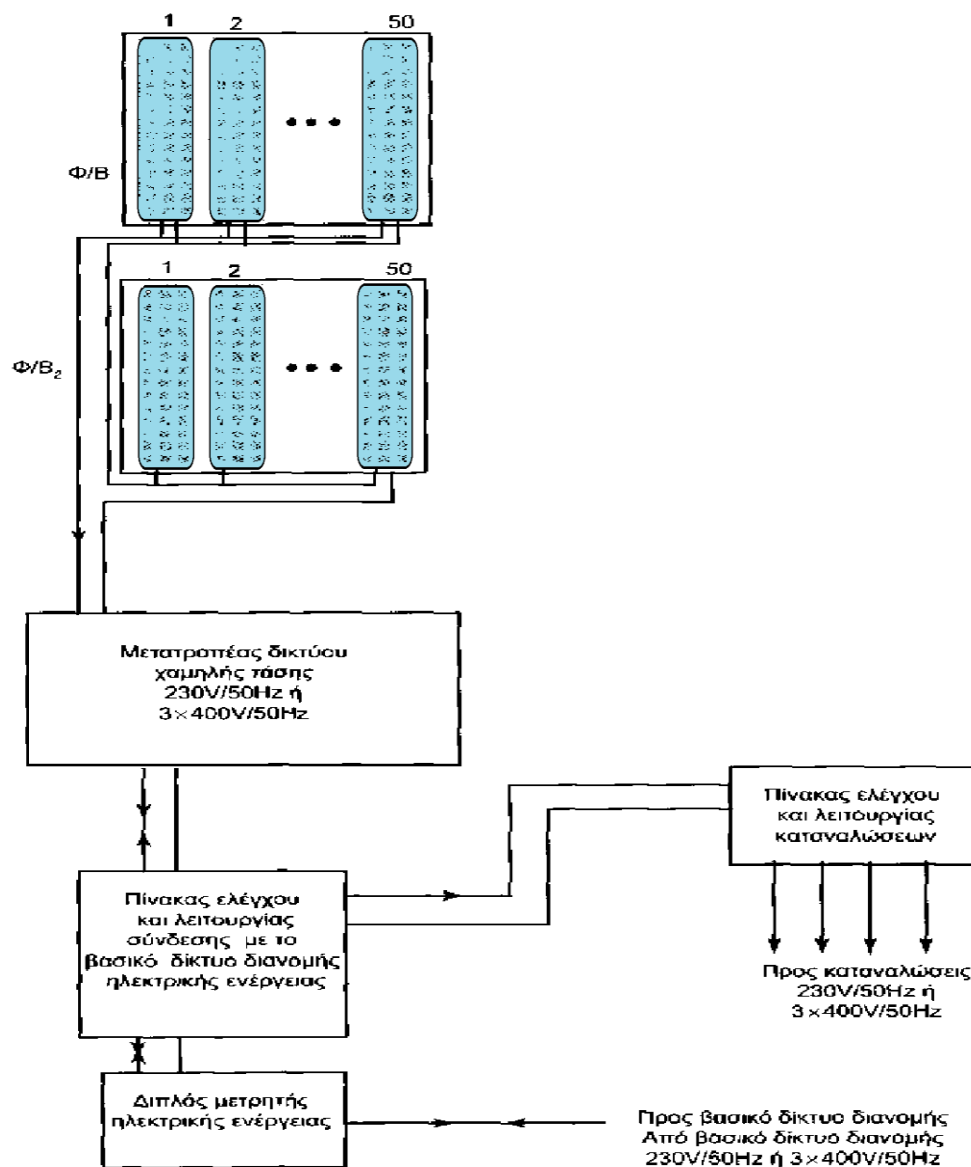 1 2 50
Φ/Β
1 2 50
Φ/Β2
Μετατροπέας δικτύου
χαμηλής τάσης
230V/50Hz ή
3×400V/50Hz
Πίνακας ελέγχου
και λειτουργίας
καταναλώσεων
Πίνακας ελέγχου
και λειτουργία
σύνδεσης με το
βασικό δίκτυο διανομής
ηλεκτρικής ενέργειας
Προς καταναλώσεις
230V/50Hz ή
3×400V/50Hz
Διπλός μετρητής
ηλεκτρικής ενέργειας
Προς βασικό δίκτυο διανομής
Από βασικό δίκτυο διανομής
230V/50Hz ή 3×400V/50Hz